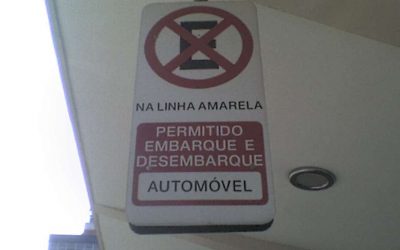 E
NA LINHA AMARELA
PERMITIDO
EMBARQUE E
DESEMBARQUE
AUTOMÓVEL